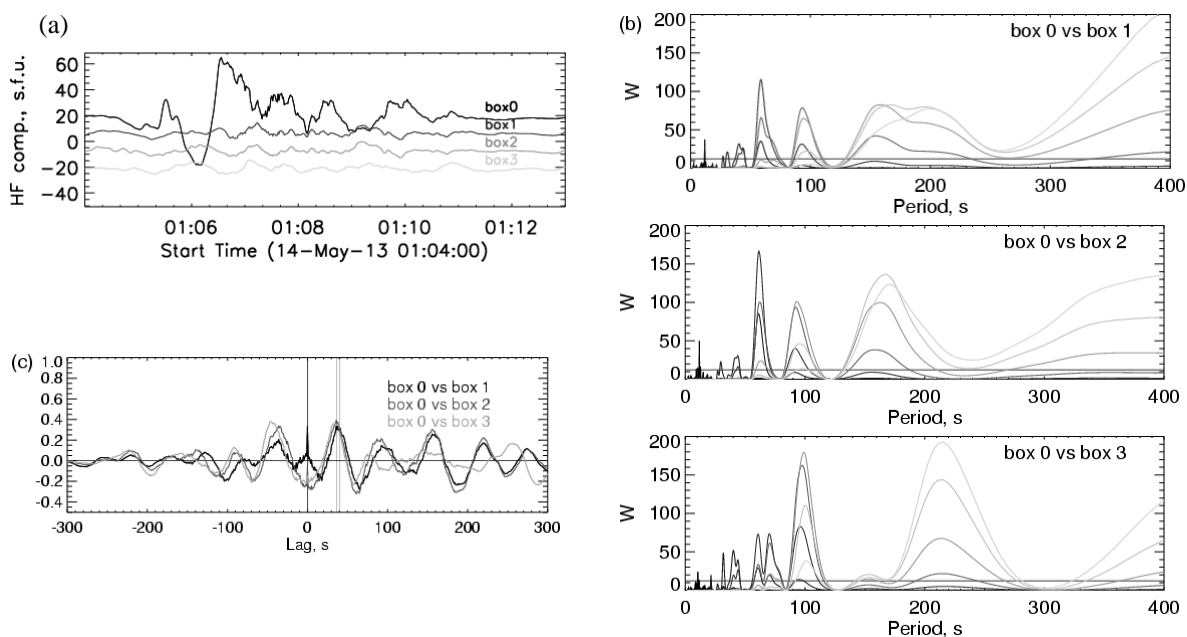 (a)
HF comp., s.f.u.
60
40
20
0
−20
−40
box0
box1
box2
box3
01:06 01:08 01:10 01:12
Start Time (14−May−13 01:04:00)
(b)
W
200
150
100
50
0
box 0 vs box 1
0 100 200 300 400
Period, s
W
200
150
100
50
0
box 0 vs box 2
0 100 200 300 400
Period, s
W
200
150
100
50
0
box 0 vs box 3
0 100 200 300 400
Period, s
(c)
1.0
0.8
0.6
0.4
0.2
0.0
-0.2
-0.4
box 0 vs box 1
box 0 vs box 2
box 0 vs box 3
-300 -200 -100 0 100 200 300
Lag, s